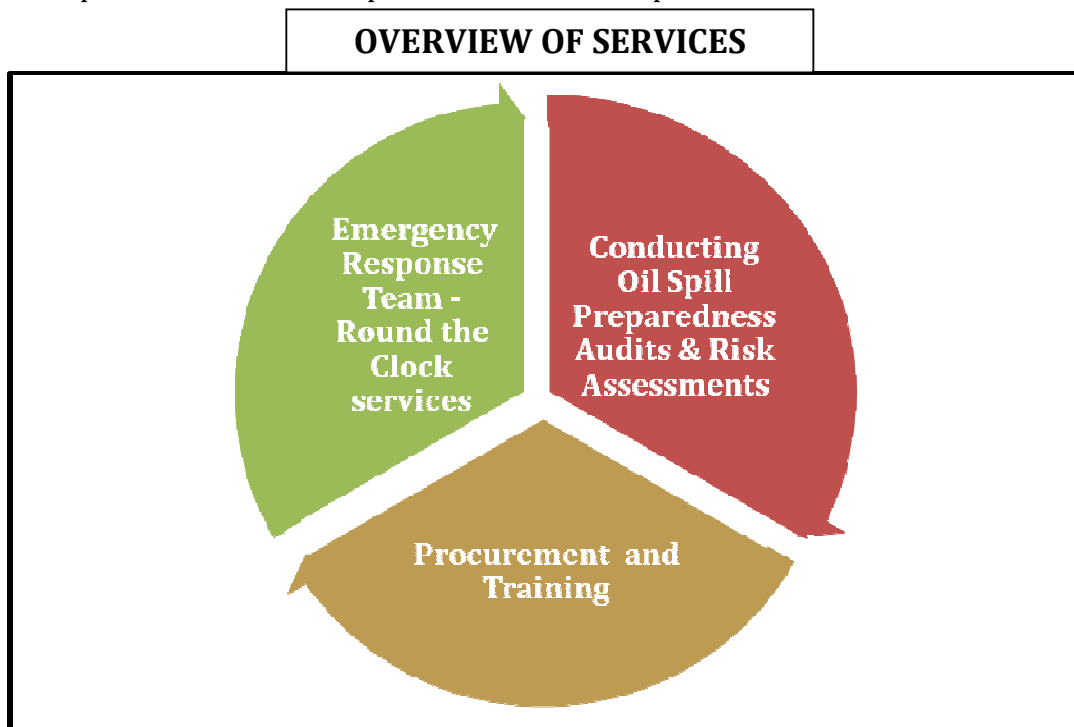 OVERVIEW OF SERVICES
Emergency
Response
Team -
Round the
Clock
services
Conducting
Oil Spill
Preparedness
Audits & Risk
Assessments
Procurement and
Training